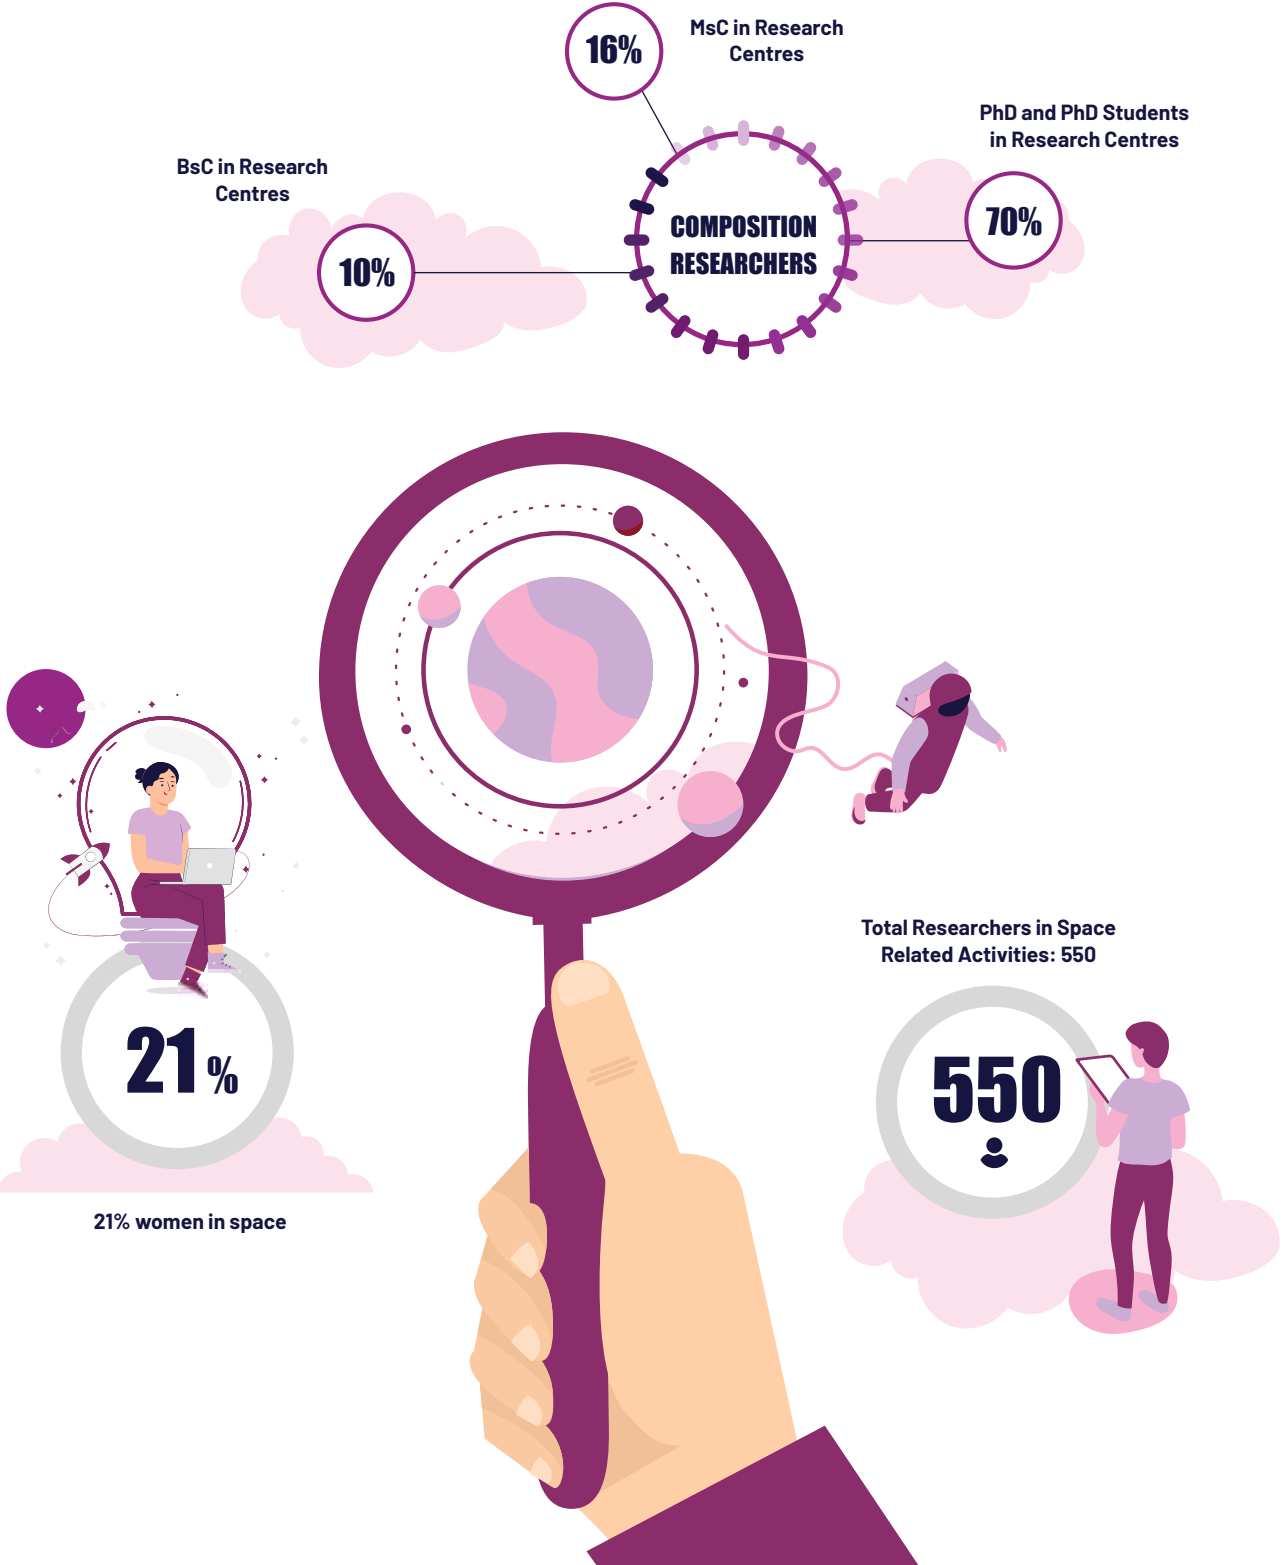 16%
MsC in Research
Centres
PhD and PhD Students
in Research Centres
70%
BsC in Research
Centres
10%
COMPOSITION
RESEARCHERS
Total Researchers in Space
Related Activities: 550
550
21 %
21% women in space